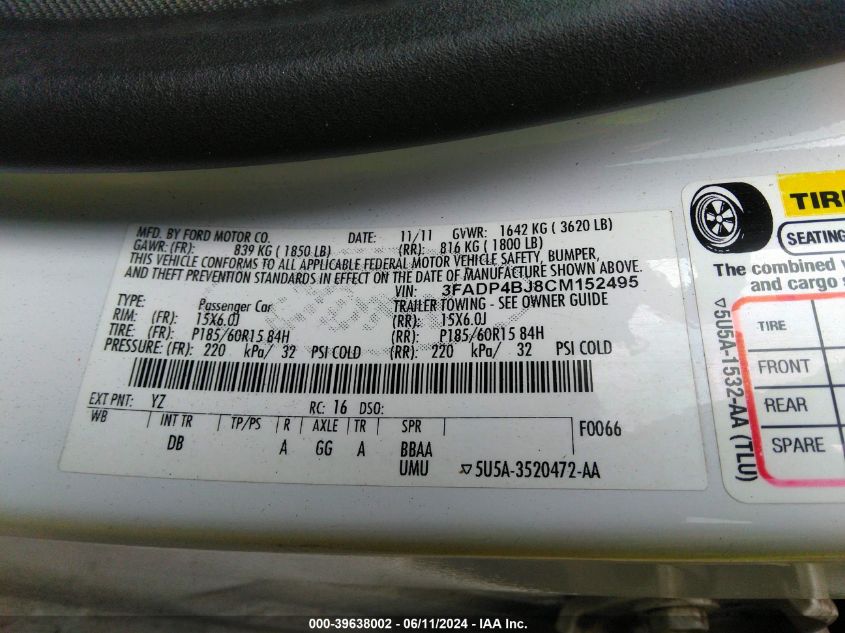 MFD. BY FORD MOTOR CO. DATE: 11/11 GVWR: 1642 KG ( 3620 LB)
GAWR: (FR): 839 KG ( 1850 LB) (RR): 816 KG ( 1800 LB)
THIS VEHICLE CONFORMS TO ALL APPLICABLE FEDERAL MOTOR VEHICLE SAFETY, BUMPER,
AND THEFT PREVENTION STANDARDS IN EFFECT ON THE DATE OF MANUFACTURE SHOWN ABOVE.
VIN: 3FADP4BJ8CM152495
TYPE: Passenger Car TRAILER TOWING - SEE OWNER GUIDE
RIM: (FR): 15X6.0J (RR): 15X6.0J
TIRE: (FR): P185/60R15 84H (RR): P185/60R15 84H
PRESSURE: (FR): 220 kPa/ 32 PSI COLD (RR): 220 kPa/ 32 PSI COLD
EXT PNT: YZ RC: 16 DSO:
WB INT TR TP/PS R AXLE TR SPR F0066
DB A GG A BBAA
UMU ▽5U5A-3520472-AA
TIR
SEATING
The combined
and cargo
▽5U5A-1532-AA (TLU)
TIRE
FRONT
REAR
SPARE
000-39638002 - 06/11/2024 - IAA Inc.